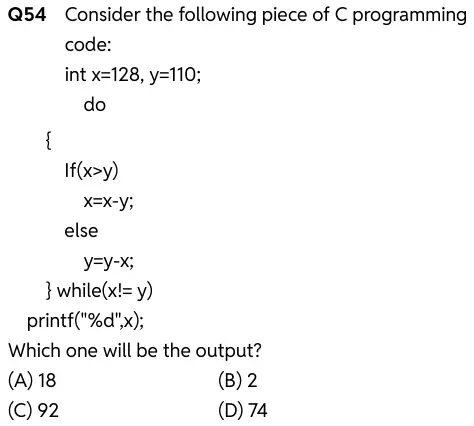 Q54 Consider the following piece of C programming
code:
int x=128, y=110;
do
{
If(x>y)
x=x-y;
else
y=y-x;
} while(x!= y)
printf("%d",x);
Which one will be the output?
(A) 18 (B) 2
(C) 92 (D) 74